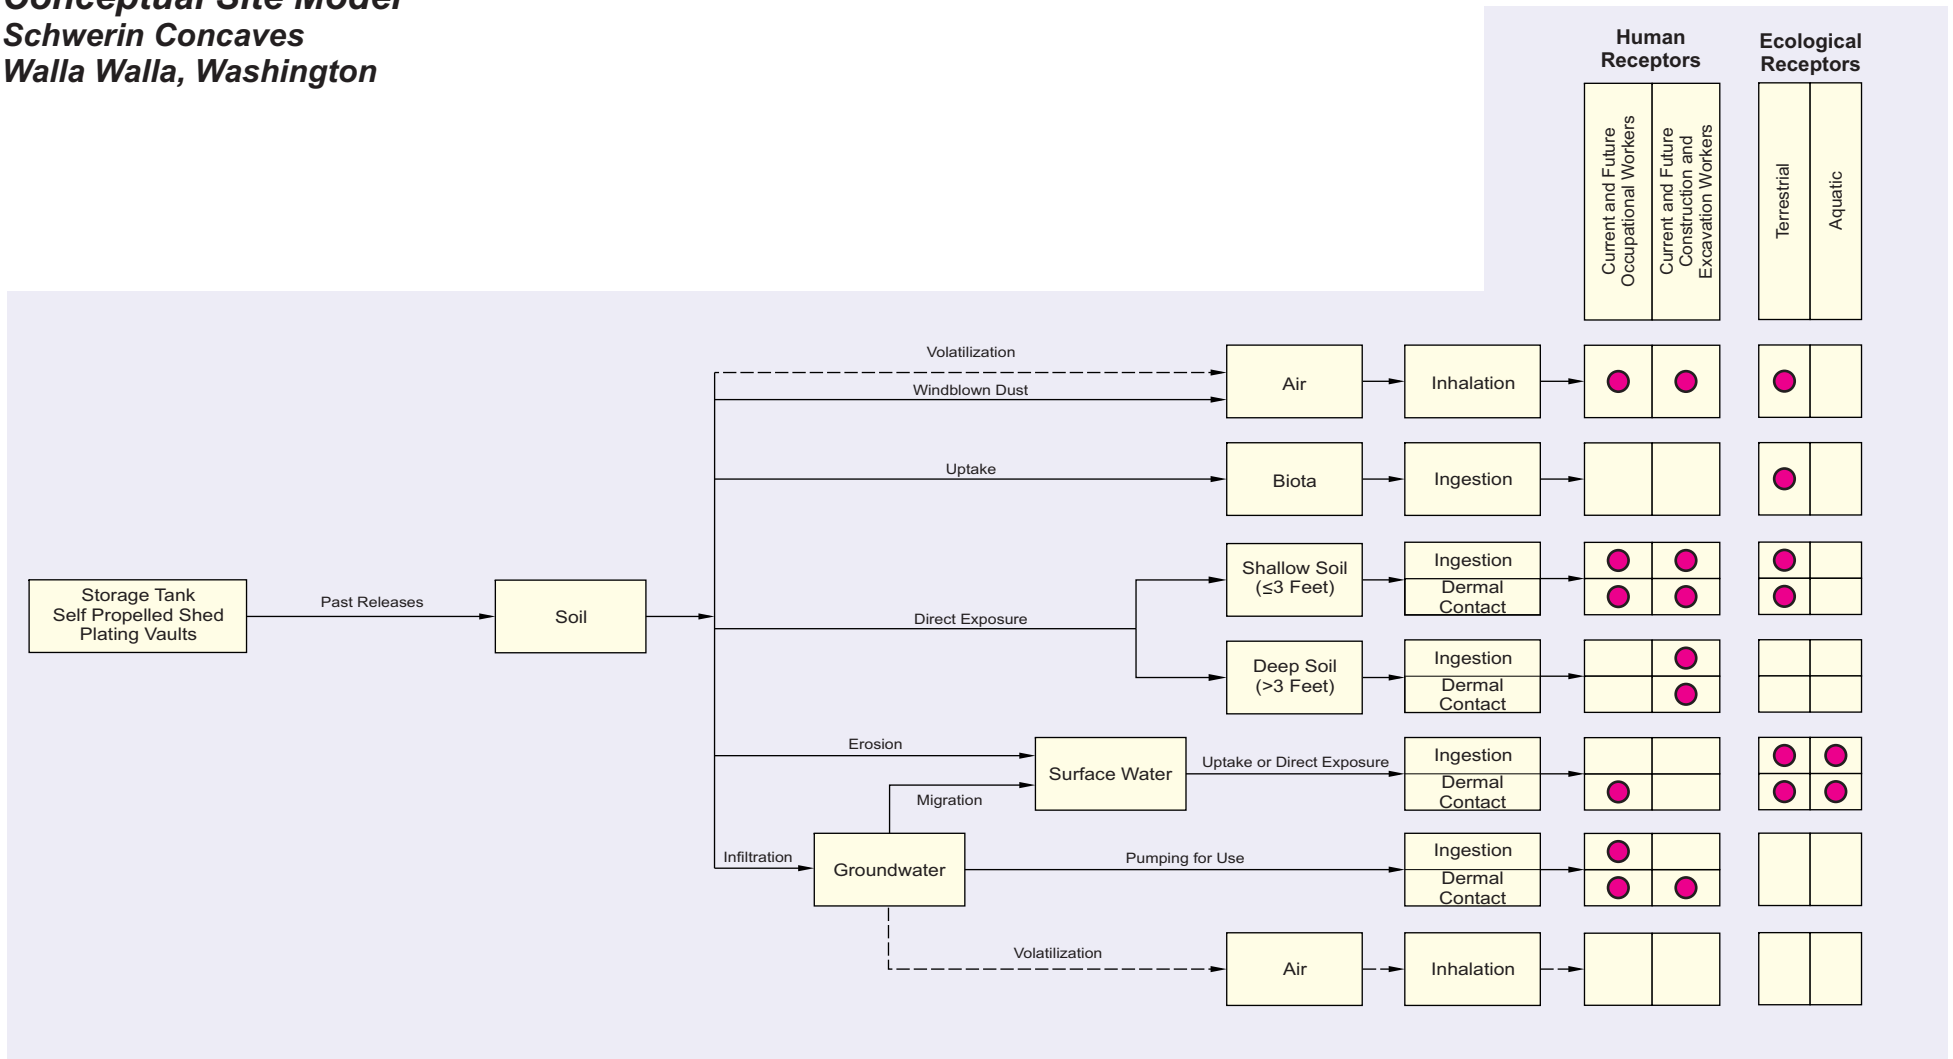 Conceptual Site Model
Schwerin Concaves
Walla Walla, Washington
Human
Receptors
Ecological
Receptors
Current and Future
Occupational Workers
Current and Future
Construction and
Excavation Workers
Terrestrial
Aquatic
Volatilization
Windblown Dust
Air
Inhalation
Uptake
Biota
Ingestion
Storage Tank
Self Propelled Shed
Plating Vaults
Past Releases
Soil
Direct Exposure
Shallow Soil
(≤3 Feet)
Ingestion
Dermal
Contact
Deep Soil
(>3 Feet)
Ingestion
Dermal
Contact
Erosion
Migration
Surface Water
Uptake or Direct Exposure
Ingestion
Dermal
Contact
Infiltration
Groundwater
Pumping for Use
Ingestion
Dermal
Contact
Volatilization
Air
Inhalation